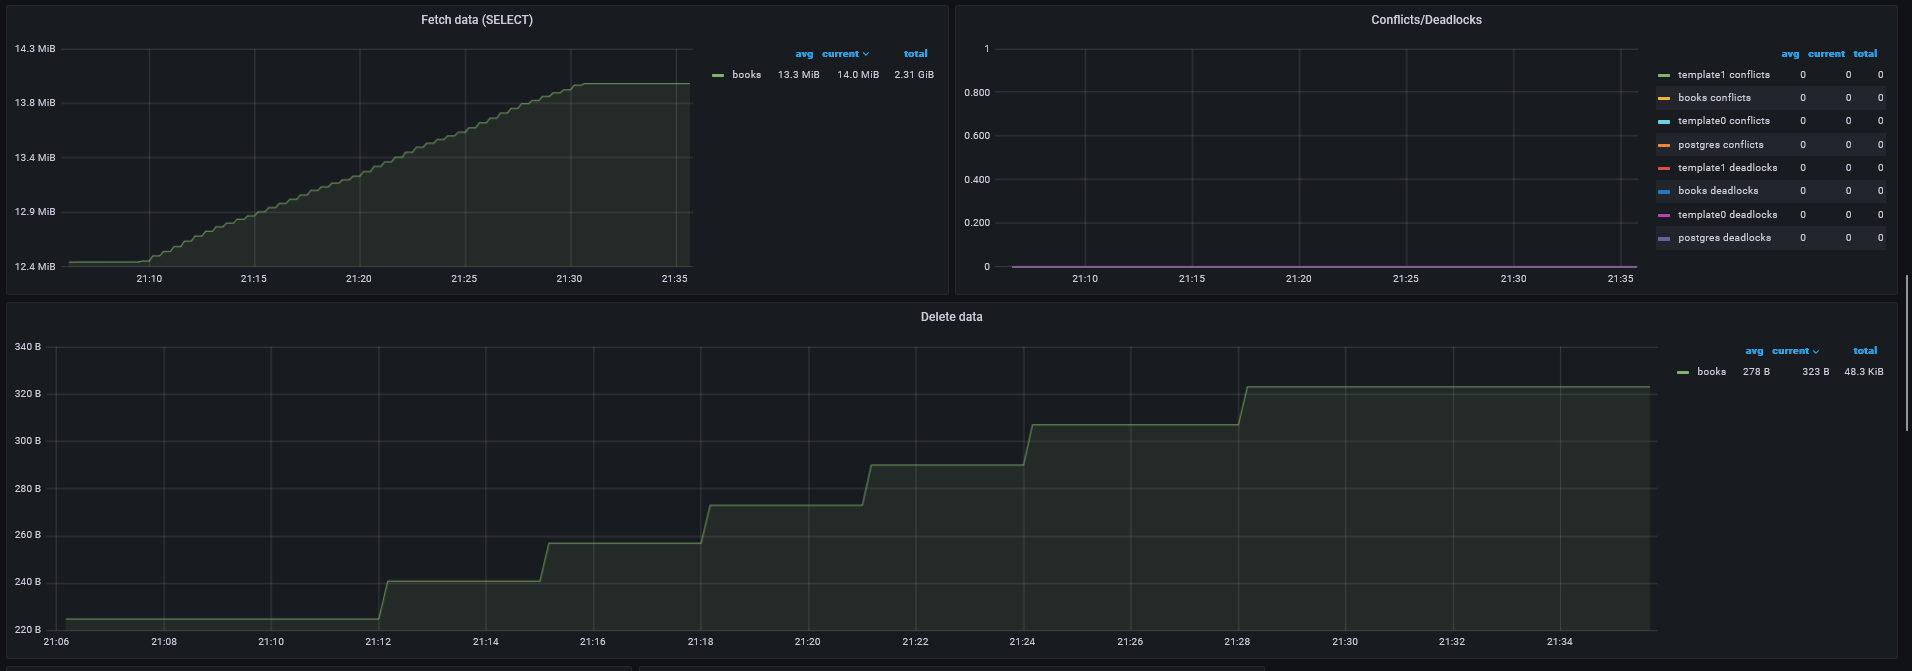 Fetch data (SELECT)
14.3 MiB
13.8 MiB
13.4 MiB
12.9 MiB
12.4 MiB
21:10 21:15 21:20 21:25 21:30 21:35
avg current total
books 13.3 MiB 14.0 MiB 2.31 GiB
Conflicts/Deadlocks
1
0.800
0.600
0.400
0.200
0
21:10 21:15 21:20 21:25 21:30 21:35
avg current total
template1 conflicts 0 0 0
books conflicts 0 0 0
template0 conflicts 0 0 0
postgres conflicts 0 0 0
template1 deadlocks 0 0 0
books deadlocks 0 0 0
template0 deadlocks 0 0 0
postgres deadlocks 0 0 0
Delete data
340 B
320 B
300 B
280 B
260 B
240 B
220 B
21:06 21:08 21:10 21:12 21:14 21:16 21:18 21:20 21:22 21:24 21:26 21:28 21:30 21:32 21:34
avg current total
books 278 B 323 B 48.3 KiB